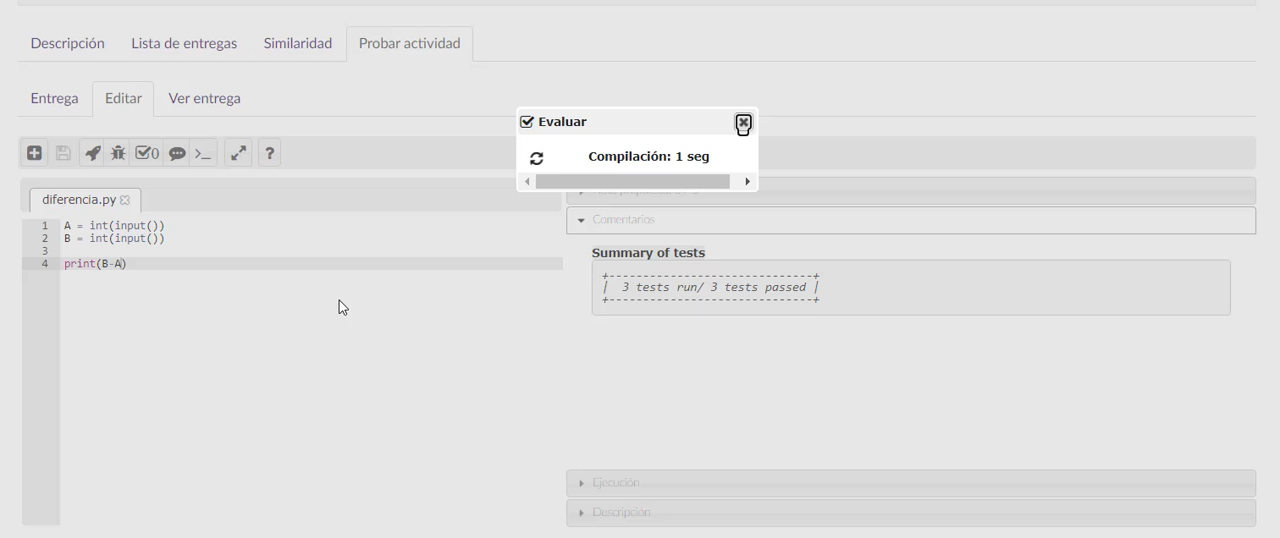 Descripción Lista de entregas Similaridad Probar actividad
Entrega Editar Ver entrega
Evaluar
Compilación: 1 seg
0 >_ ?
diferencia.py
1 A = int(input())
2 B = int(input())
3
4 print(B-A)
Comentarios
Summary of tests
+------------------------------+
| 3 tests run/ 3 tests passed |
+------------------------------+
Ejecución
Descripción